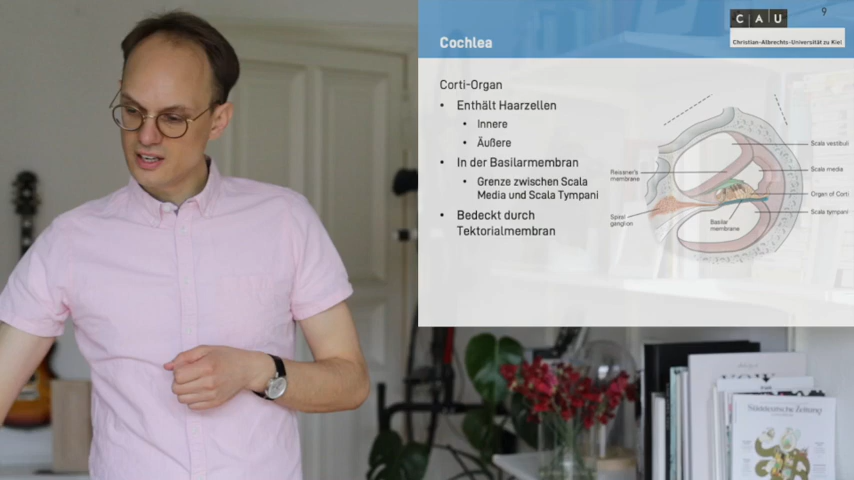 9
CAU
Christian-Albrechts-Universität zu Kiel
Cochlea
Corti-Organ
• Enthält Haarzellen
• Innere
• Äußere
• In der Basilarmembran
• Grenze zwischen Scala
Media und Scala Tympani
• Bedeckt durch
Tektorialmembran
Scala vestibuli
Reissner's
membrane
Scala media
Organ of Corti
Scala tympani
Spiral
ganglion
Basilar
membrane
Süddeutsche Zeitung